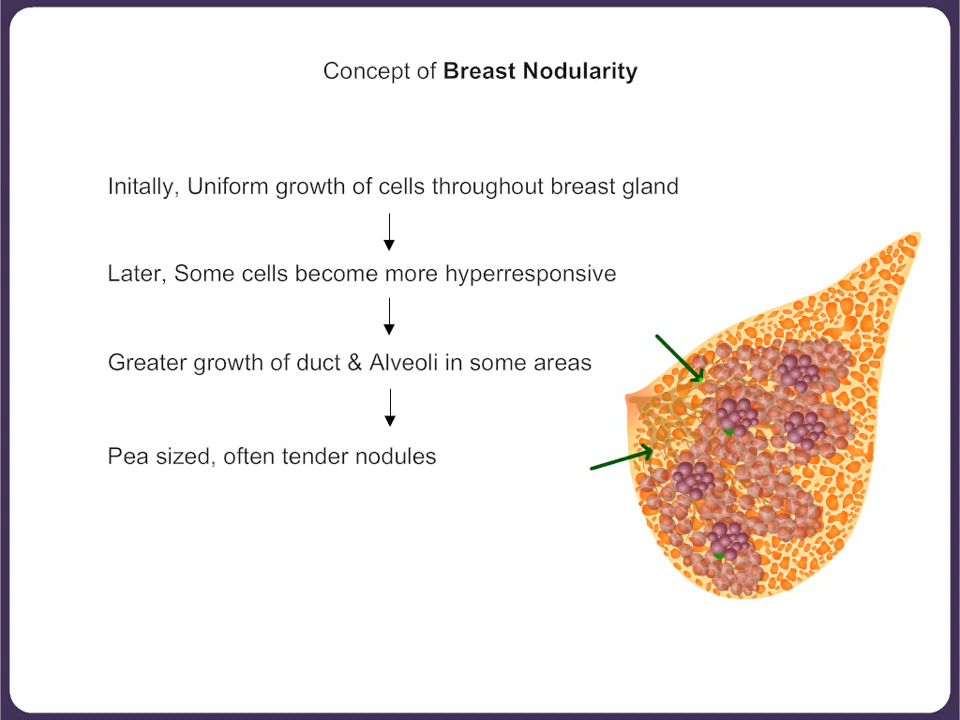 Concept of Breast Nodularity
Initally, Uniform growth of cells throughout breast gland
Later, Some cells become more hyperresponsive
Greater growth of duct & Alveoli in some areas
Pea sized, often tender nodules